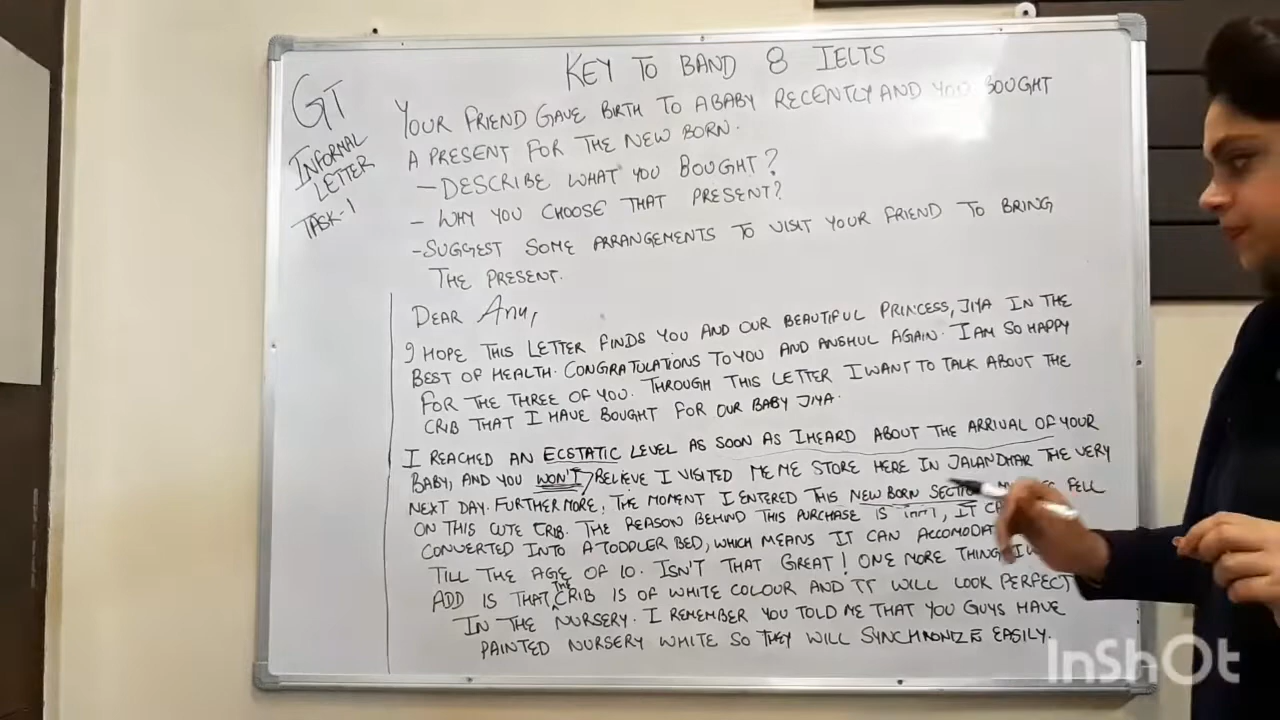 KEY TO BAND 8 IELTS
GT
INFORMAL
LETTER
TASK-1
YOUR FRIEND GAVE BIRTH TO A BABY RECENTLY AND YOU BOUGHT
A PRESENT FOR THE NEW BORN.
- DESCRIBE WHAT YOU BOUGHT?
- WHY YOU CHOOSE THAT PRESENT?
- SUGGEST SOME ARRANGEMENTS TO VISIT YOUR FRIEND TO BRING
THE PRESENT.
DEAR Anu,
I HOPE THIS LETTER FINDS YOU AND OUR BEAUTIFUL PRINCESS, JIYA IN THE
BEST OF HEALTH. CONGRATULATIONS TO YOU AND ANSHUL AGAIN. I AM SO HAPPY
FOR THE THREE OF YOU. THROUGH THIS LETTER I WANT TO TALK ABOUT THE
CRIB THAT I HAVE BOUGHT FOR OUR BABY JIYA.
I REACHED AN ECSTATIC LEVEL AS SOON AS I HEARD ABOUT THE ARRIVAL OF YOUR
BABY, AND YOU WON'T BELIEVE I VISITED ME ME STORE HERE IN JALANDHAR THE VERY
NEXT DAY. FURTHERMORE, THE MOMENT I ENTERED THIS NEW BORN SECTION FELL
ON THIS CUTE CRIB. THE REASON BEHIND THIS PURCHASE IS 1 in 1, IT
CONVERTED INTO A TODDLER BED, WHICH MEANS IT CAN ACCOMODA
TILL THE AGE OF 10. ISN'T THAT GREAT! ONE MORE THING I
ADD IS THAT THE CRIB IS OF WHITE COLOUR AND IT WILL LOOK PERFECT
IN THE NURSERY. I REMEMBER YOU TOLD ME THAT YOU GUYS HAVE
PAINTED NURSERY WHITE SO THEY WILL SYNCHRONIZE EASILY.
InShOt